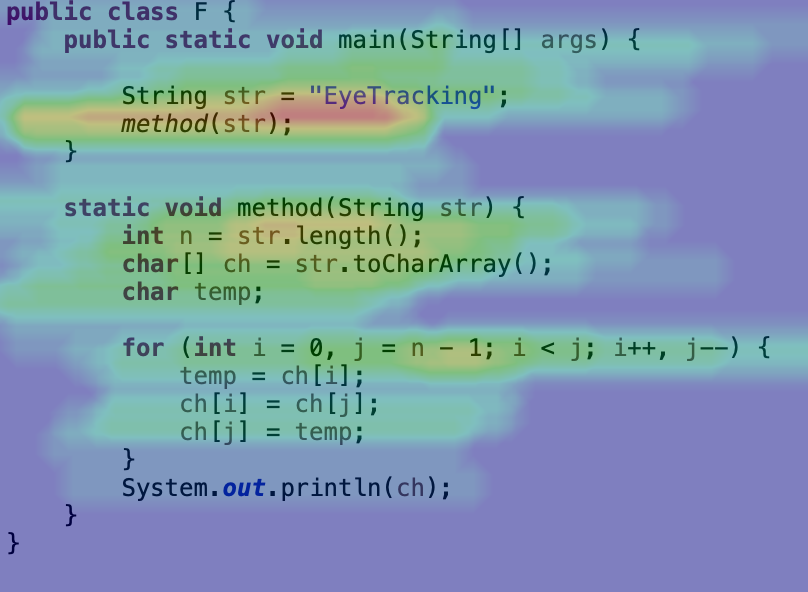 public class F {
    public static void main(String[] args) {

        String str = "EyeTracking";
        method(str);
    }

    static void method(String str) {
        int n = str.length();
        char[] ch = str.toCharArray();
        char temp;

        for (int i = 0, j = n - 1; i < j; i++, j--) {
            temp = ch[i];
            ch[i] = ch[j];
            ch[j] = temp;
        }
        System.out.println(ch);
    }
}